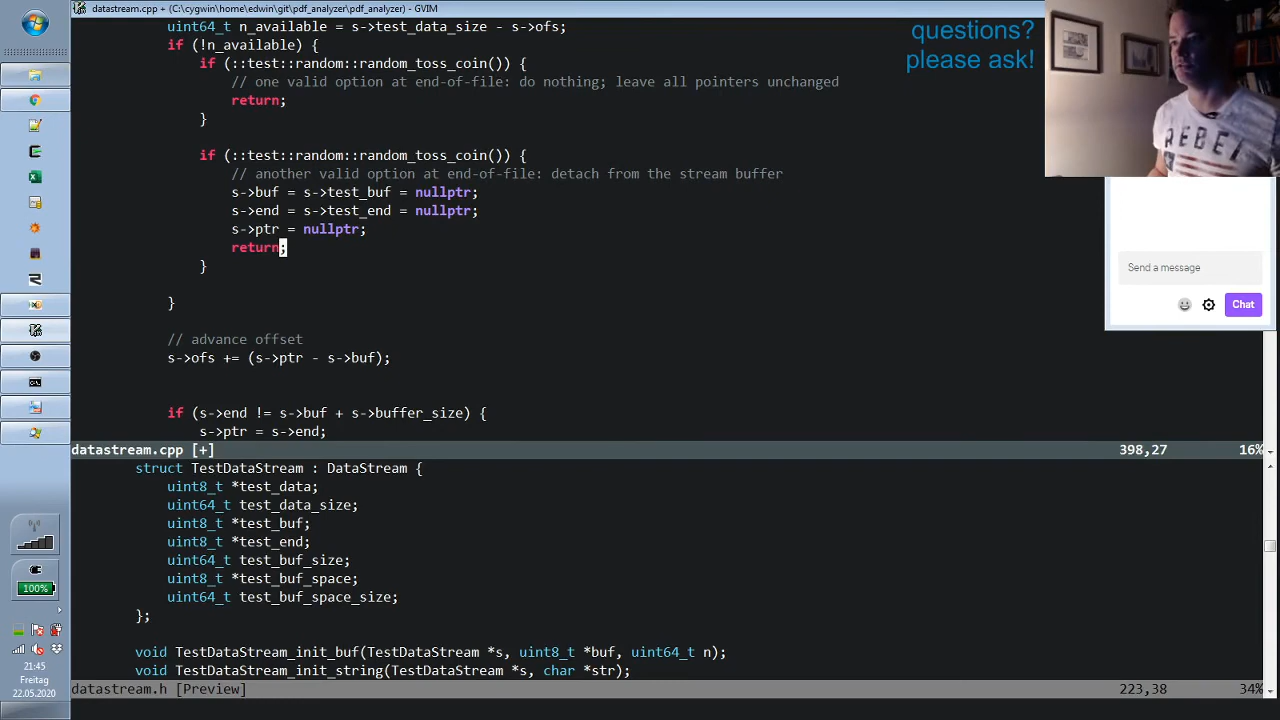 datastream.cpp + (C:\cygwin\home\edwin\git\pdf_analyzer\pdf_analyzer) - GVIM
uint64_t n_available = s->test_data_size - s->ofs;
if (!n_available) {
if (::test::random::random_toss_coin()) {
// one valid option at end-of-file: do nothing; leave all pointers unchanged
return;
}
if (::test::random::random_toss_coin()) {
// another valid option at end-of-file: detach from the stream buffer
s->buf = s->test_buf = nullptr;
s->end = s->test_end = nullptr;
s->ptr = nullptr;
return;
}
}
// advance offset
s->ofs += (s->ptr - s->buf);
if (s->end != s->buf + s->buffer_size) {
s->ptr = s->end;
datastream.cpp [+] 398,27 16%
struct TestDataStream : DataStream {
uint8_t *test_data;
uint64_t test_data_size;
uint8_t *test_buf;
uint8_t *test_end;
uint64_t test_buf_size;
uint8_t *test_buf_space;
uint64_t test_buf_space_size;
};
void TestDataStream_init_buf(TestDataStream *s, uint8_t *buf, uint64_t n);
void TestDataStream_init_string(TestDataStream *s, char *str);
datastream.h [Preview] 223,38 34%
questions?
please ask!
REBEL
Send a message
Chat
100%
21:45
Freitag
22.05.2020